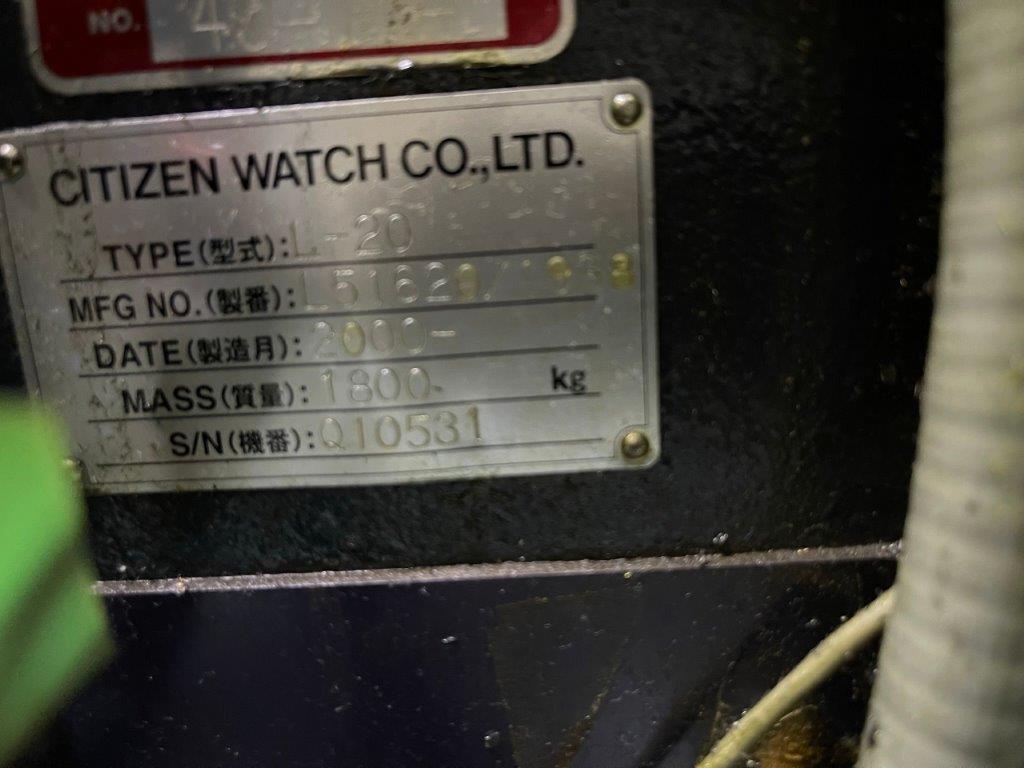 NO.
CITIZEN WATCH CO.,LTD.
TYPE(型式): L-20
MFG NO.(製番):
DATE(製造月): 2000-
MASS(質量): 1800 kg
S/N(機番): Q10531